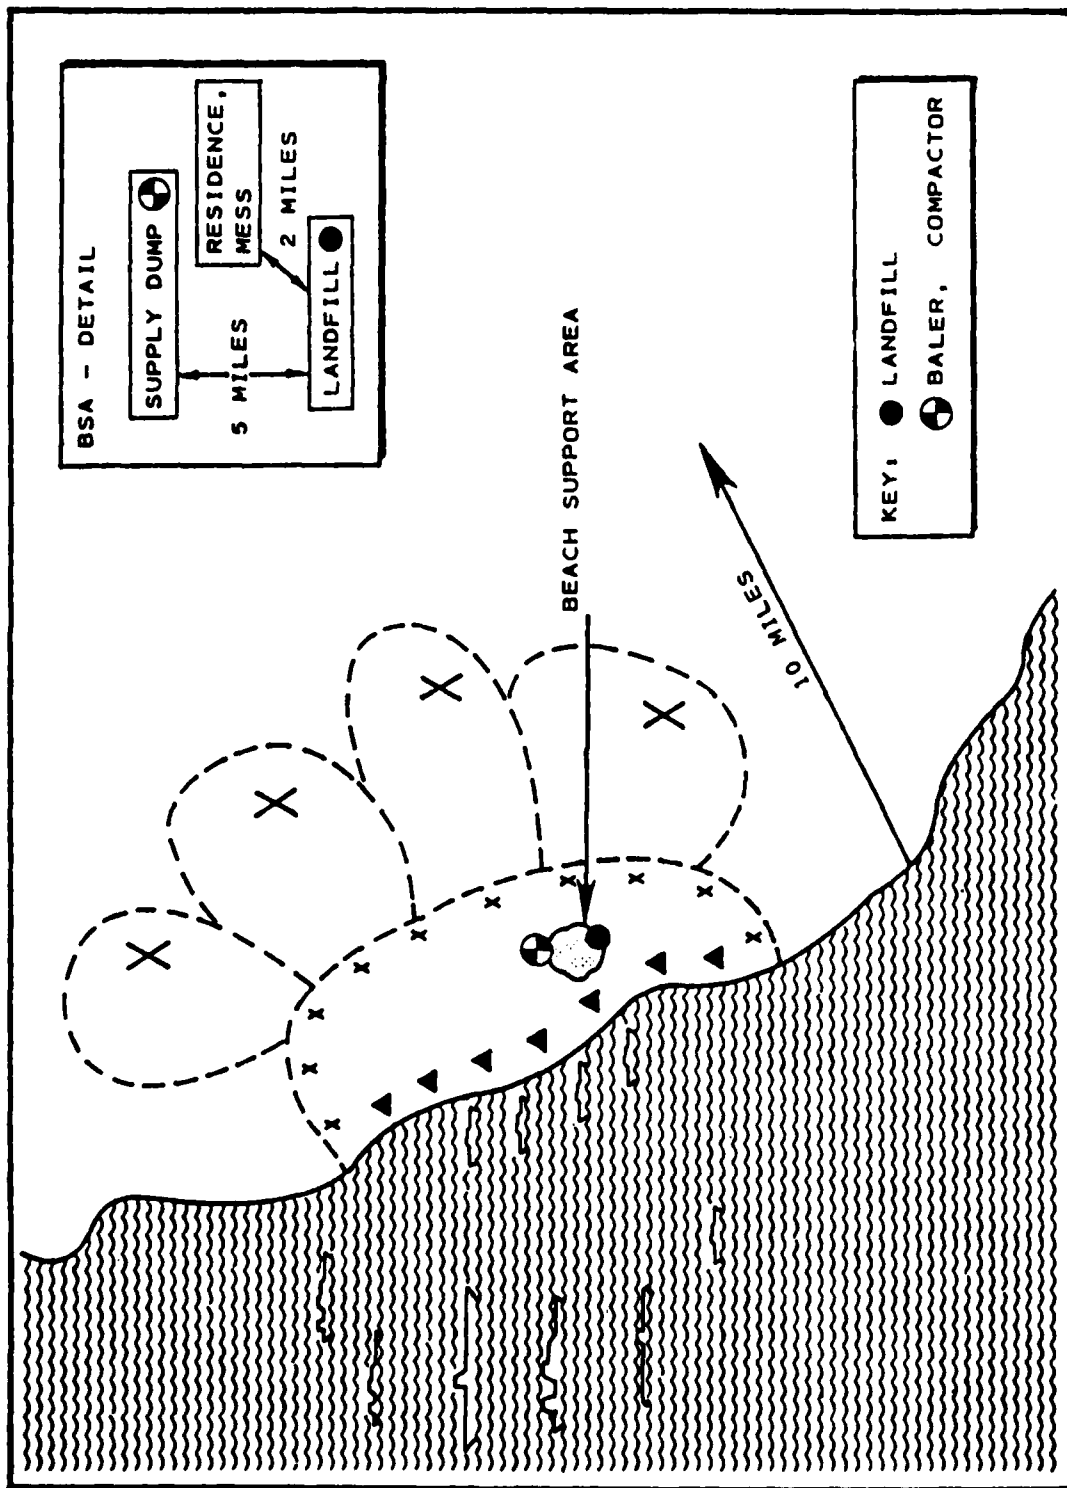 BSA - DETAIL
SUPPLY DUMP
5 MILES
RESIDENCE,
MESS
2 MILES
LANDFILL
BEACH SUPPORT AREA
10 MILES
KEY: LANDFILL
BALER, COMPACTOR